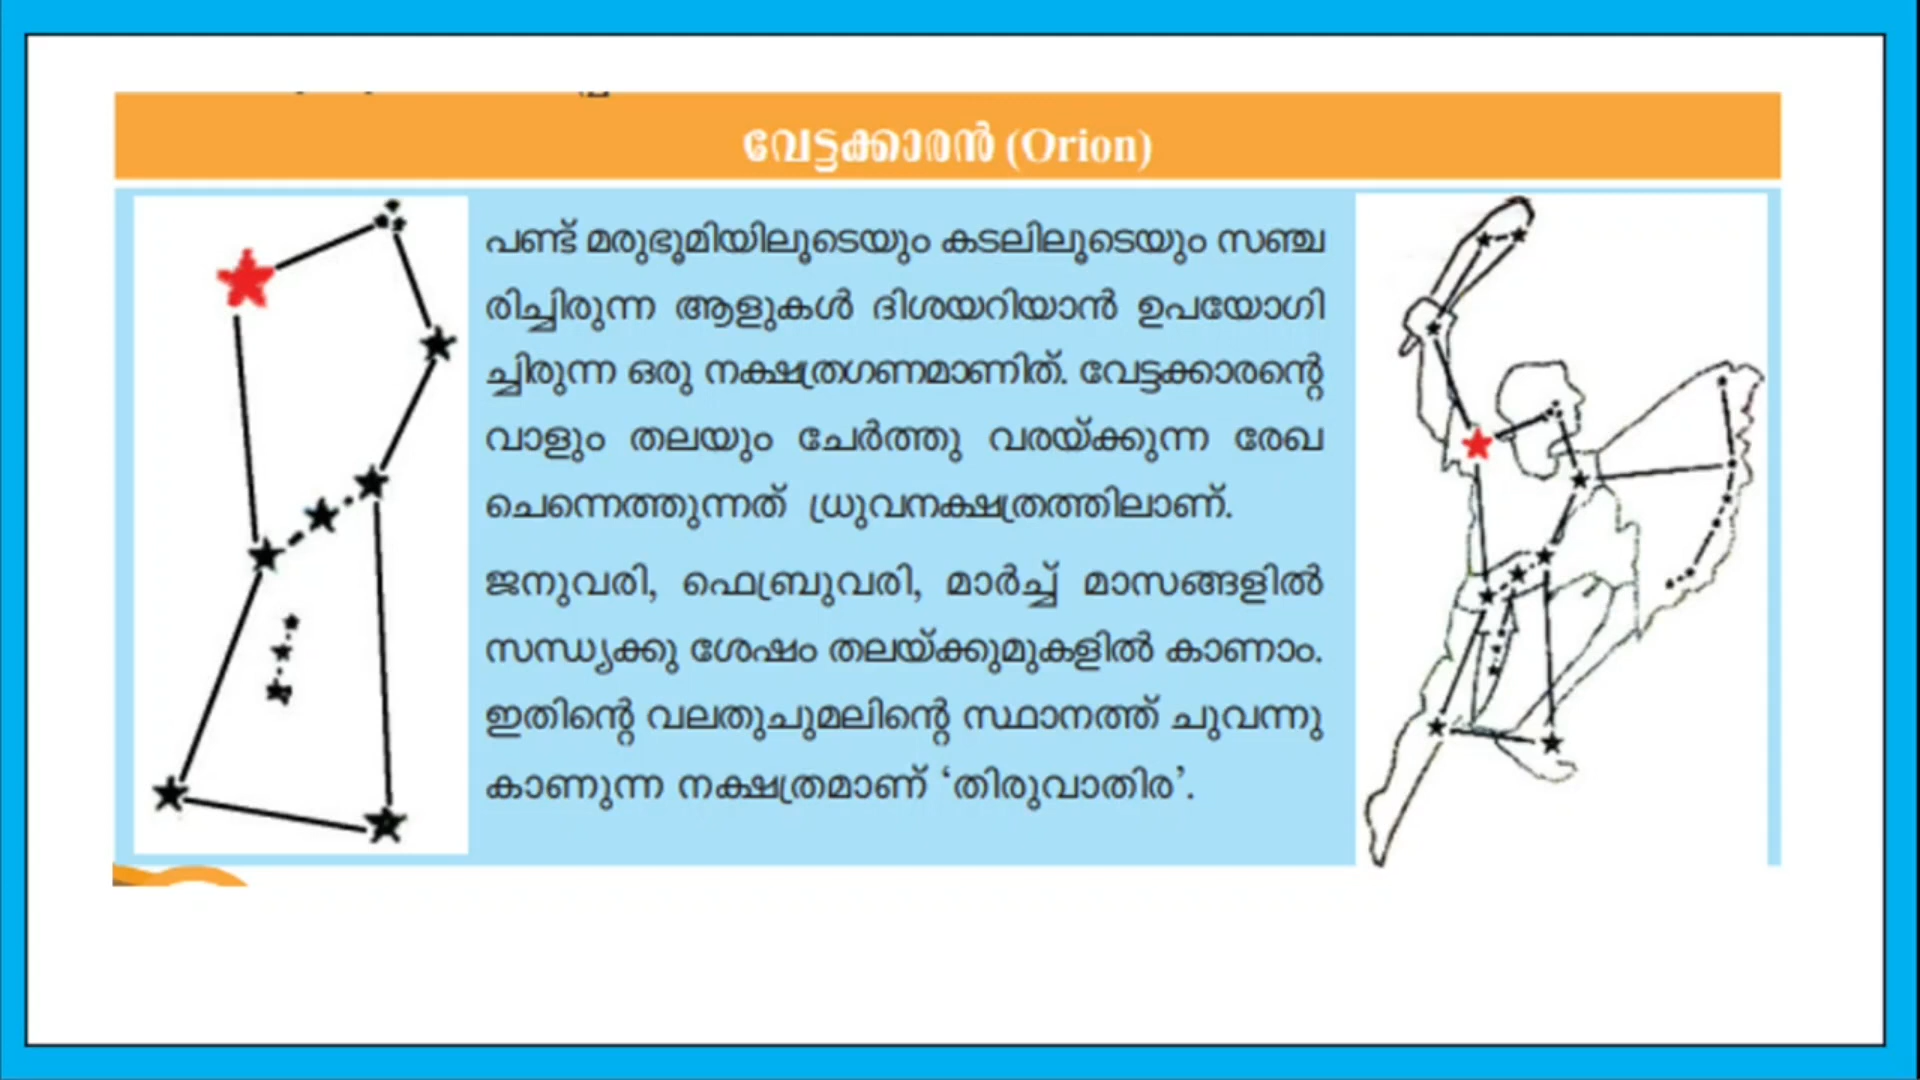 വേട്ടക്കാരൻ (Orion)
പണ്ട് മരുഭൂമിയിലൂടെയും കടലിലൂടെയും സഞ്ച
രിച്ചിരുന്ന ആളുകൾ ദിശയറിയാൻ ഉപയോഗി
ച്ചിരുന്ന ഒരു നക്ഷത്രഗണമാണിത്. വേട്ടക്കാരന്റെ
വാളും തലയും ചേർത്തു വരയ്ക്കുന്ന രേഖ
ചെന്നെത്തുന്നത് ധ്രുവനക്ഷത്രത്തിലാണ്.
ജനുവരി, ഫെബ്രുവരി, മാർച്ച് മാസങ്ങളിൽ
സന്ധ്യക്കു ശേഷം തലയ്ക്കുമുകളിൽ കാണാം.
ഇതിന്റെ വലതുചുമലിന്റെ സ്ഥാനത്ത് ചുവന്നു
കാണുന്ന നക്ഷത്രമാണ് ‘തിരുവാതിര’.